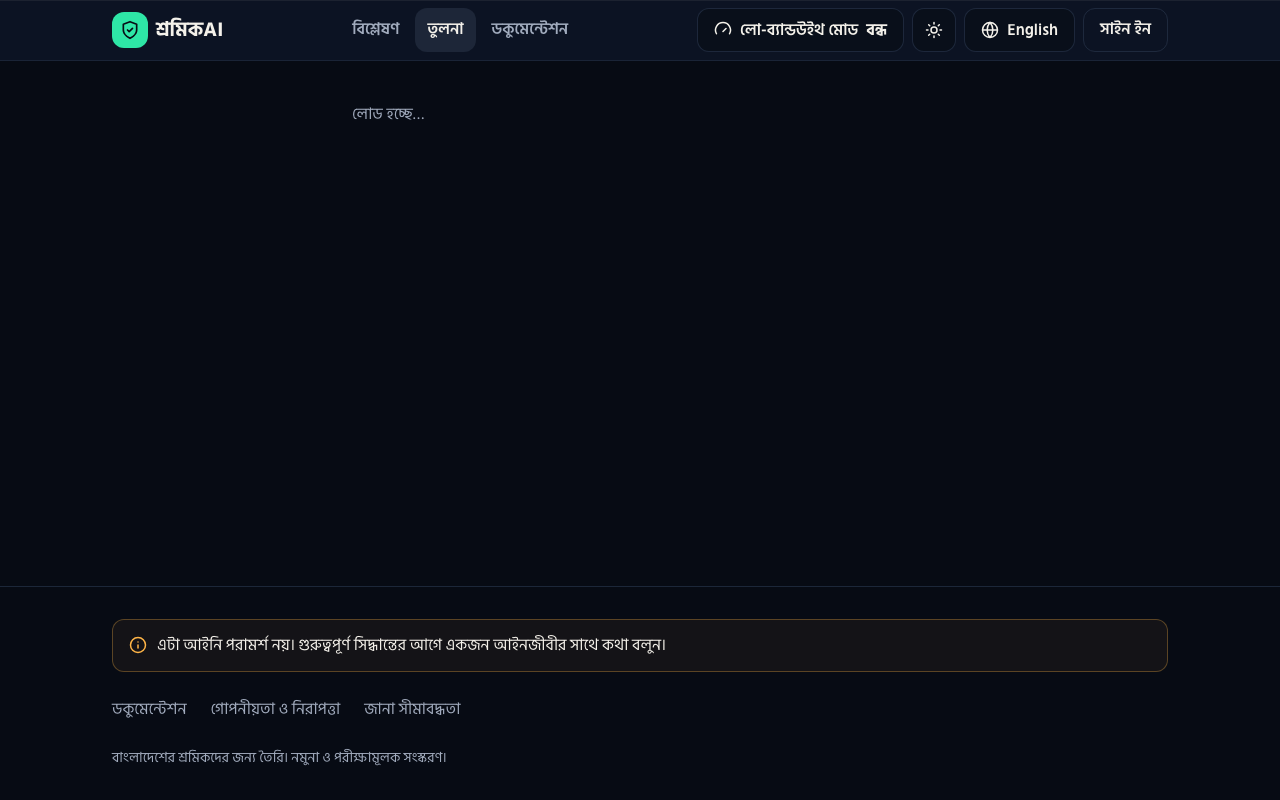 শ্রমিকAI
বিশ্লেষণ তুলনা ডকুমেন্টেশন
লো-ব্যান্ডউইথ মোড বন্ধ
English
সাইন ইন
লোড হচ্ছে...
এটা আইনি পরামর্শ নয়। গুরুত্বপূর্ণ সিদ্ধান্তের আগে একজন আইনজীবীর সাথে কথা বলুন।
ডকুমেন্টেশন গোপনীয়তা ও নিরাপত্তা জানা সীমাবদ্ধতা
বাংলাদেশের শ্রমিকদের জন্য তৈরি। নমুনা ও পরীক্ষামূলক সংস্করণ।